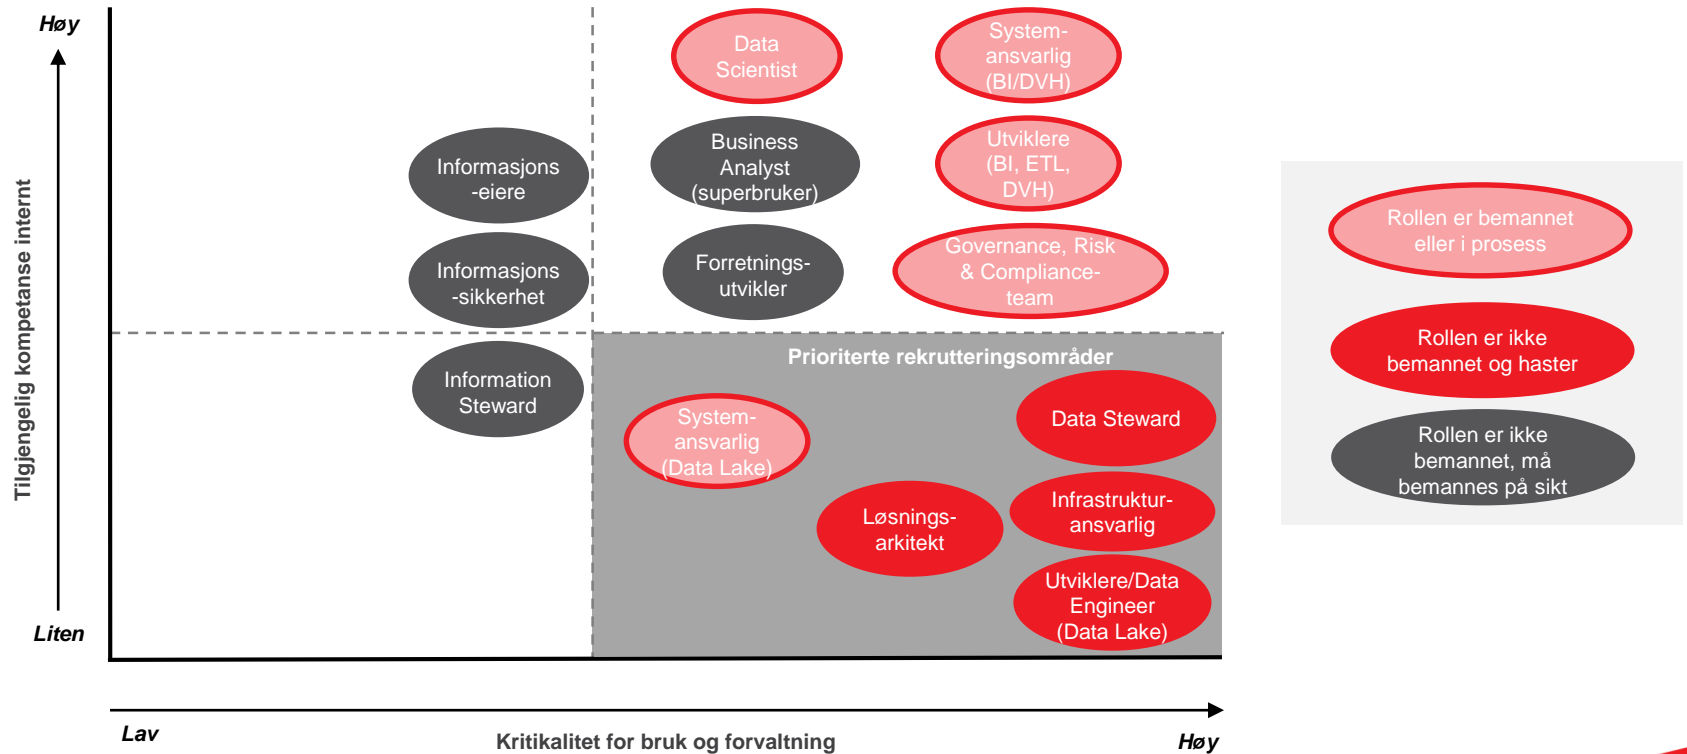 Høy
Tilgjengelig kompetanse internt
Liten
Data
Scientist
System-
ansvarlig
(BI/DVH)
Informasjons
-eiere
Business
Analyst
(superbruker)
Utviklere
(BI, ETL,
DVH)
Informasjons
-sikkerhet
Forretnings-
utvikler
Governance, Risk
& Compliance-
team
Information
Steward
Prioriterte rekrutteringsområder
System-
ansvarlig
(Data Lake)
Data Steward
Løsnings-
arkitekt
Infrastruktur-
ansvarlig
Utviklere/Data
Engineer
(Data Lake)
Lav
Kritikalitet for bruk og forvaltning
Høy
Rollen er bemannet
eller i prosess
Rollen er ikke
bemannet og haster
Rollen er ikke
bemannet, må
bemannes på sikt